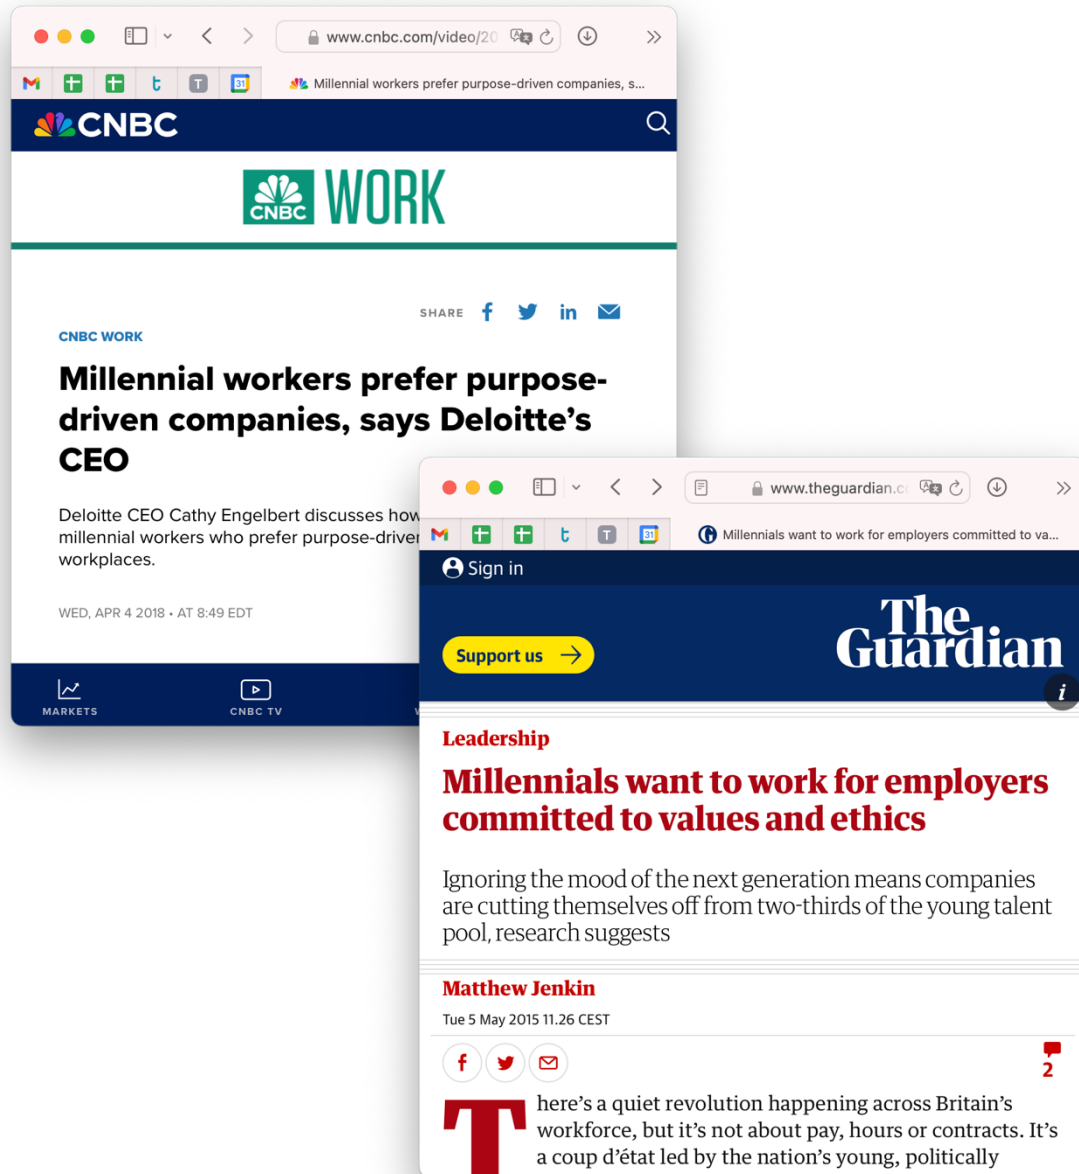 www.cnbc.com/video/20
31
Millennial workers prefer purpose-driven companies, s...
CNBC
CNBC WORK
SHARE
CNBC WORK
Millennial workers prefer purpose-
driven companies, says Deloitte's
CEO
Deloitte CEO Cathy Engelbert discusses how
millennial workers who prefer purpose-driven
workplaces.
WED, APR 4 2018 • AT 8:49 EDT
MARKETS
CNBC TV
www.theguardian.c
31
Millennials want to work for employers committed to va...
Sign in
Support us
The
Guardian
Leadership
Millennials want to work for employers
committed to values and ethics
Ignoring the mood of the next generation means companies
are cutting themselves off from two-thirds of the young talent
pool, research suggests
Matthew Jenkin
Tue 5 May 2015 11.26 CEST
2
There's a quiet revolution happening across Britain's
workforce, but it's not about pay, hours or contracts. It's
a coup d'état led by the nation's young, politically